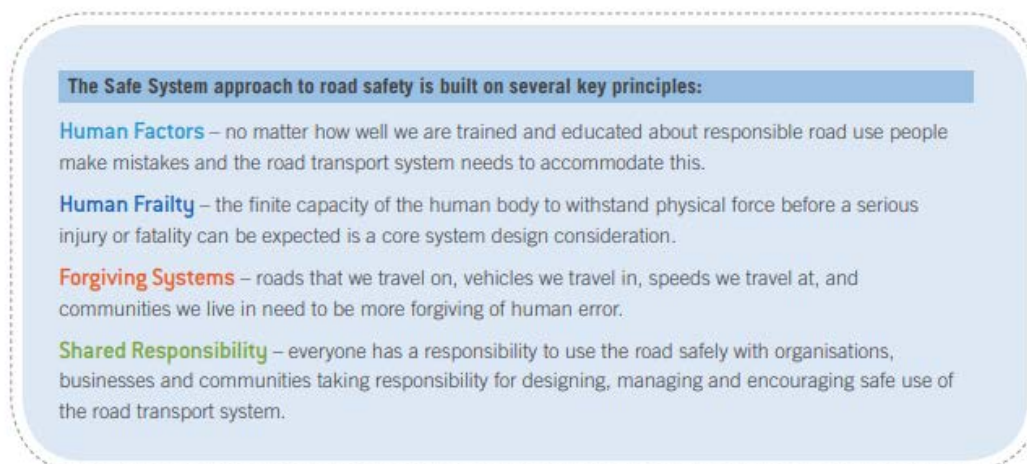 The Safe System approach to road safety is built on several key principles:
Human Factors – no matter how well we are trained and educated about responsible road use people
make mistakes and the road transport system needs to accommodate this.
Human Frailty – the finite capacity of the human body to withstand physical force before a serious
injury or fatality can be expected is a core system design consideration.
Forgiving Systems – roads that we travel on, vehicles we travel in, speeds we travel at, and
communities we live in need to be more forgiving of human error.
Shared Responsibility – everyone has a responsibility to use the road safely with organisations,
businesses and communities taking responsibility for designing, managing and encouraging safe use of
the road transport system.